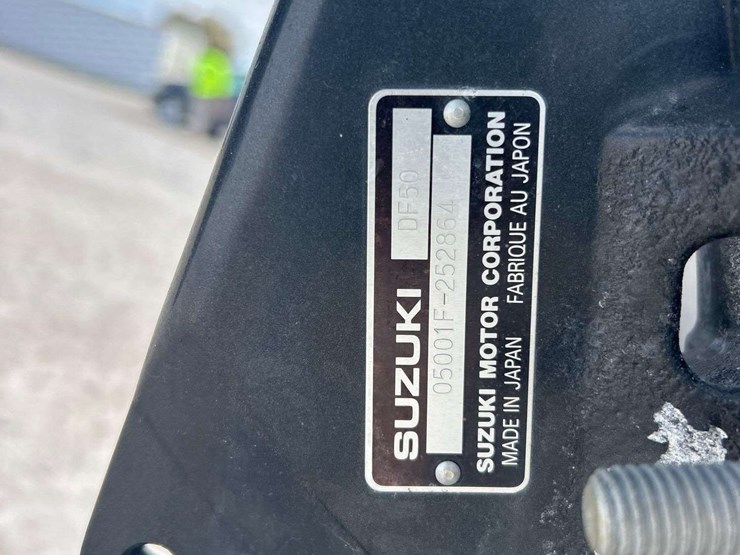 SUZUKI DF50
05001F-252864
SUZUKI MOTOR CORPORATION
MADE IN JAPAN FABRIQUE AU JAPON